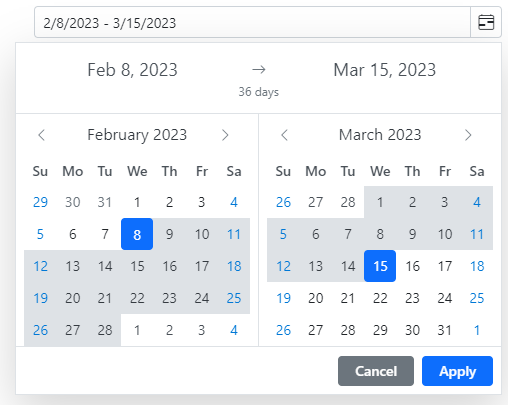 2/8/2023 - 3/15/2023
Feb 8, 2023 → Mar 15, 2023
36 days
February 2023
Su Mo Tu We Th Fr Sa
29 30 31 1 2 3 4
5 6 7 8 9 10 11
12 13 14 15 16 17 18
19 20 21 22 23 24 25
26 27 28 1 2 3 4
March 2023
Su Mo Tu We Th Fr Sa
26 27 28 1 2 3 4
5 6 7 8 9 10 11
12 13 14 15 16 17 18
19 20 21 22 23 24 25
26 27 28 29 30 31 1
Cancel Apply